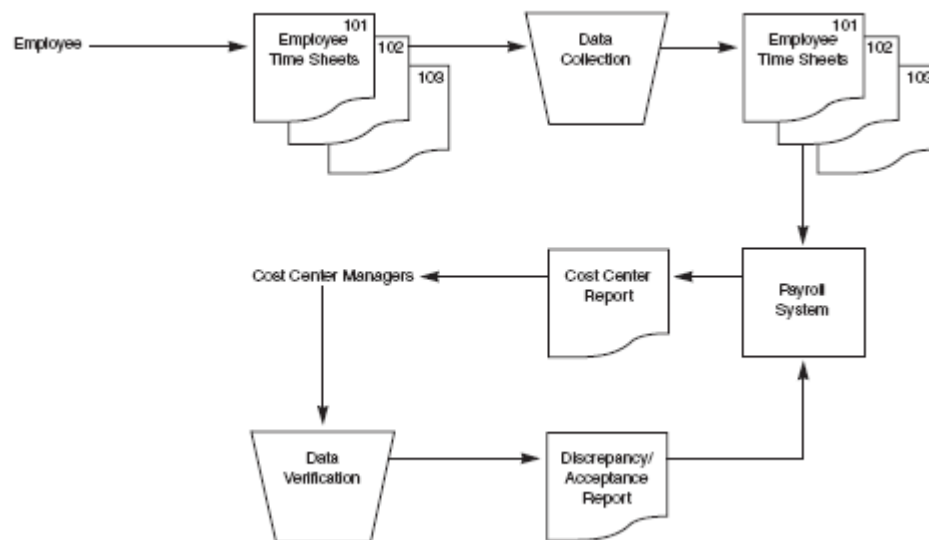 Employee
101
Employee
Time Sheets
102
103
Data
Collection
101
Employee
Time Sheets
102
103
Cost Center Managers
Cost Center
Report
Payroll
System
Data
Verification
Discrepancy/
Acceptance
Report